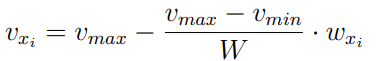 v_{x_i} = v_{max} - \frac{v_{max} - v_{min}}{W} \cdot w_{x_i}